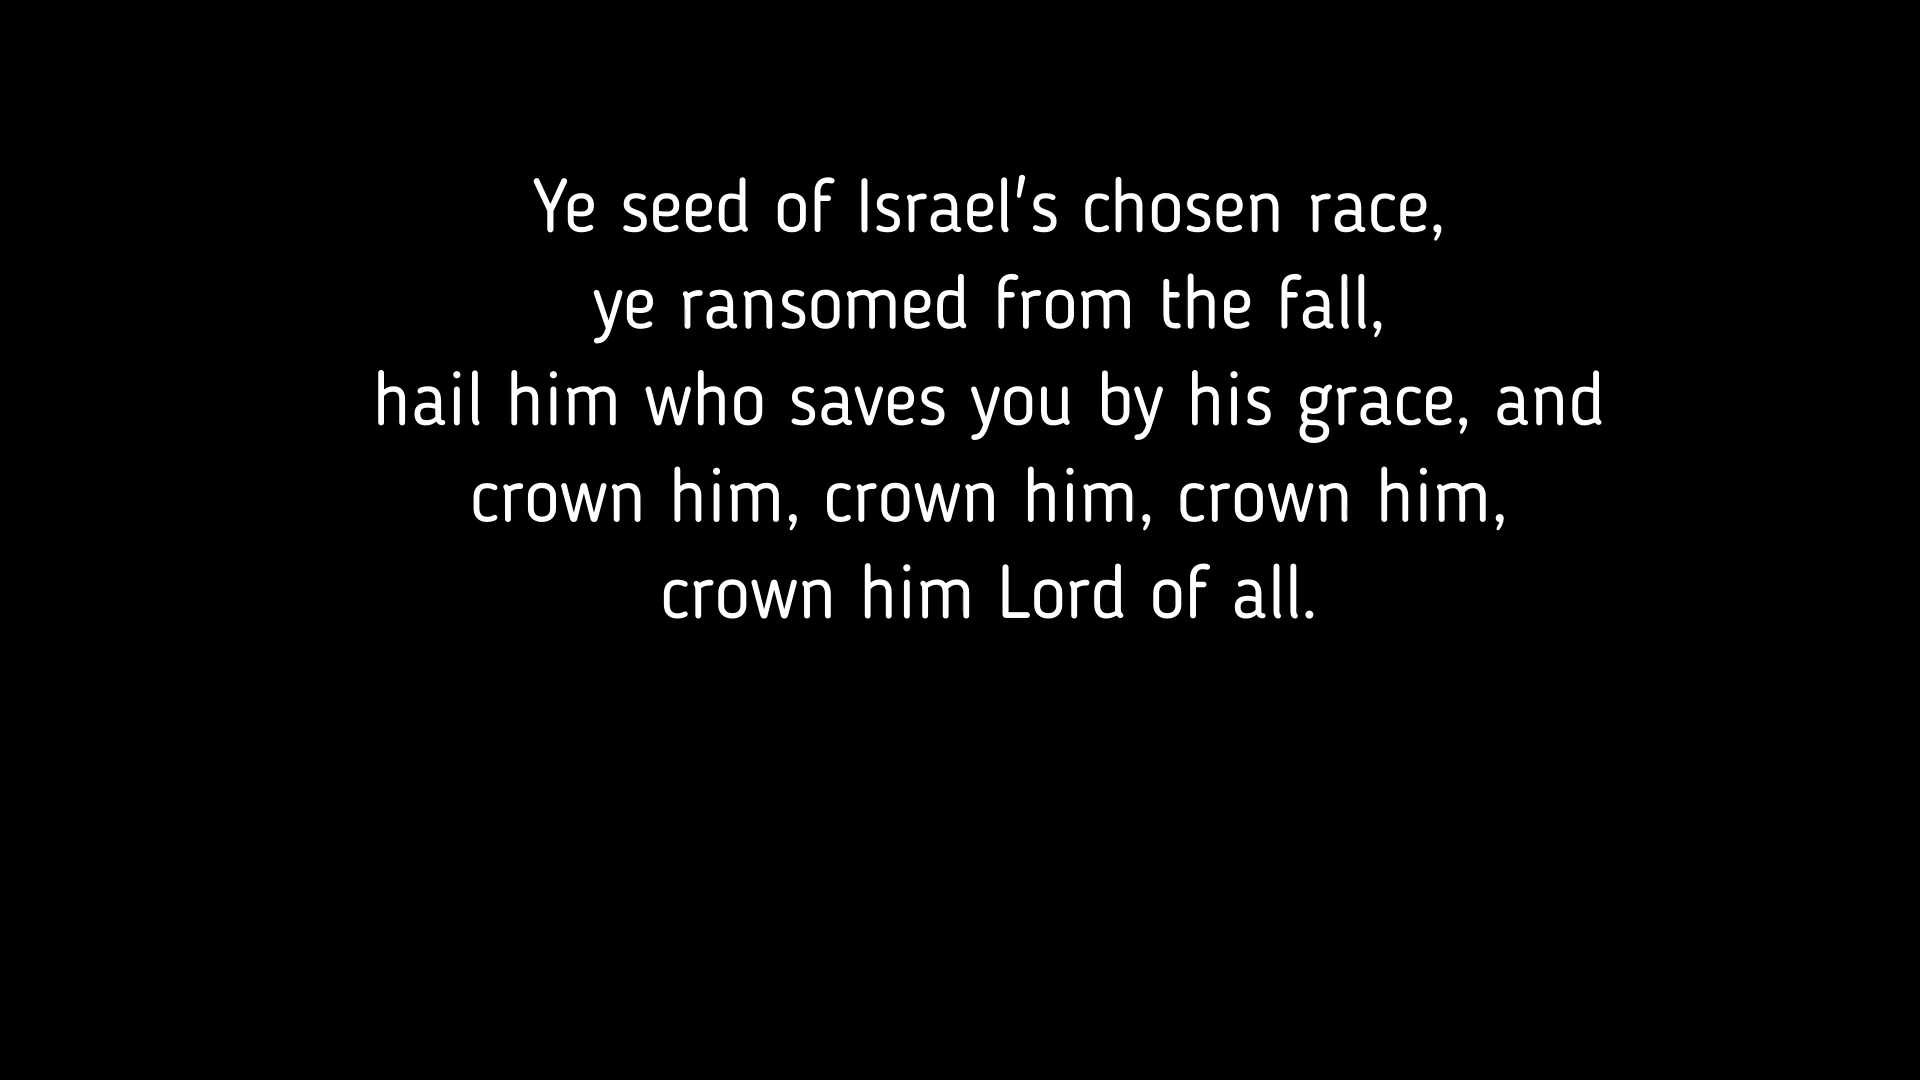 Ye seed of Israel's chosen race,
ye ransomed from the fall,
hail him who saves you by his grace, and
crown him, crown him, crown him,
crown him Lord of all.